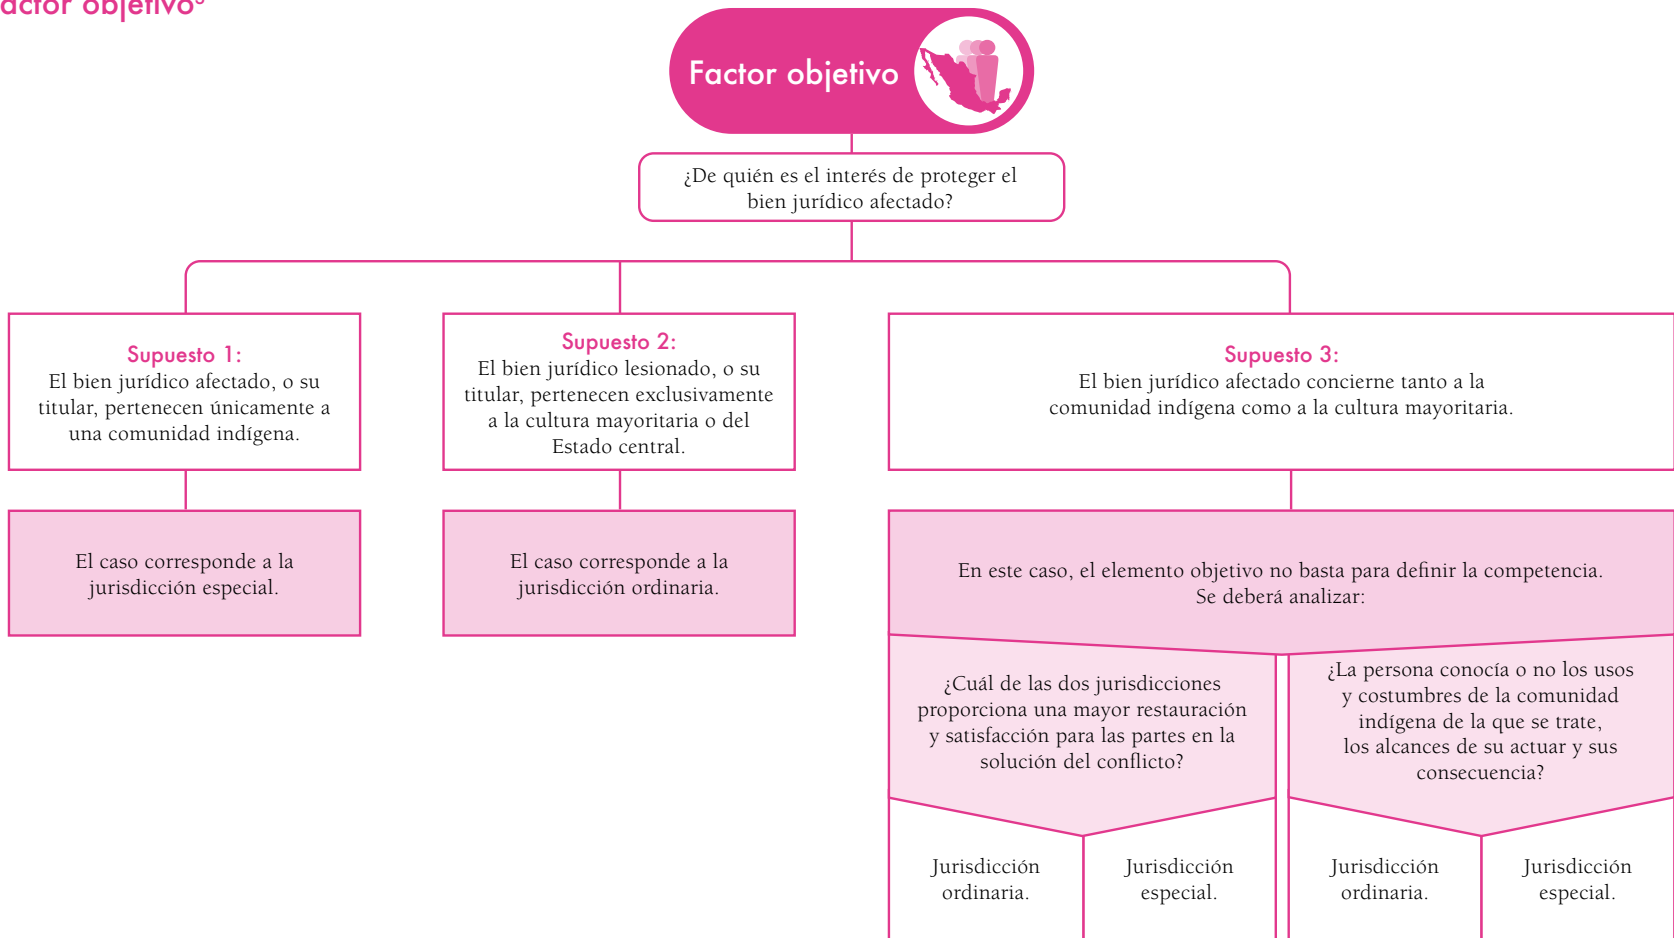 actor objetivo
Factor objetivo
¿De quién es el interés de proteger el
bien jurídico afectado?
Supuesto 1:
El bien jurídico afectado, o su
titular, pertenecen únicamente a
una comunidad indígena.
Supuesto 2:
El bien jurídico lesionado, o su
titular, pertenecen exclusivamente
a la cultura mayoritaria o del
Estado central.
Supuesto 3:
El bien jurídico afectado concierne tanto a la
comunidad indígena como a la cultura mayoritaria.
El caso corresponde a la
jurisdicción especial.
El caso corresponde a la
jurisdicción ordinaria.
En este caso, el elemento objetivo no basta para definir la competencia.
Se deberá analizar:
¿Cuál de las dos jurisdicciones
proporciona una mayor restauración
y satisfacción para las partes en la
solución del conflicto?
¿La persona conocía o no los usos
y costumbres de la comunidad
indígena de la que se trate,
los alcances de su actuar y sus
consecuencia?
Jurisdicción
ordinaria.
Jurisdicción
especial.
Jurisdicción
ordinaria.
Jurisdicción
especial.